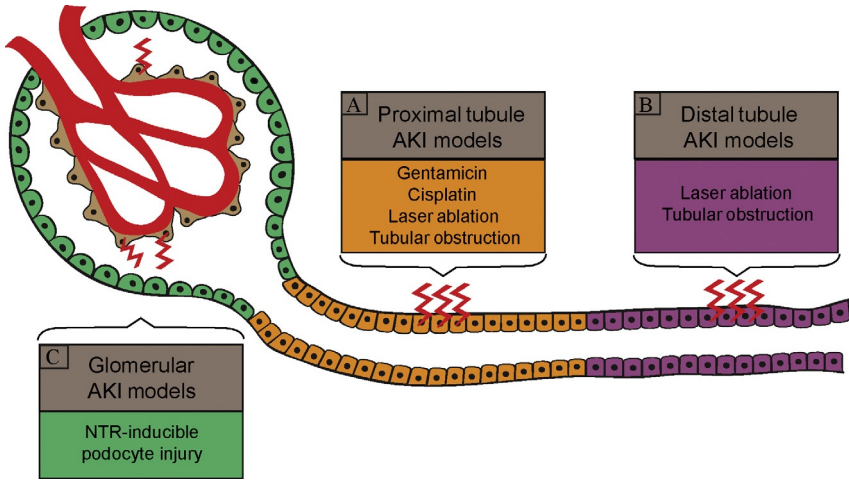 A
Proximal tubule
AKI models
Gentamicin
Cisplatin
Laser ablation
Tubular obstruction
B
Distal tubule
AKI models
Laser ablation
Tubular obstruction
C
Glomerular
AKI models
NTR-inducible
podocyte injury